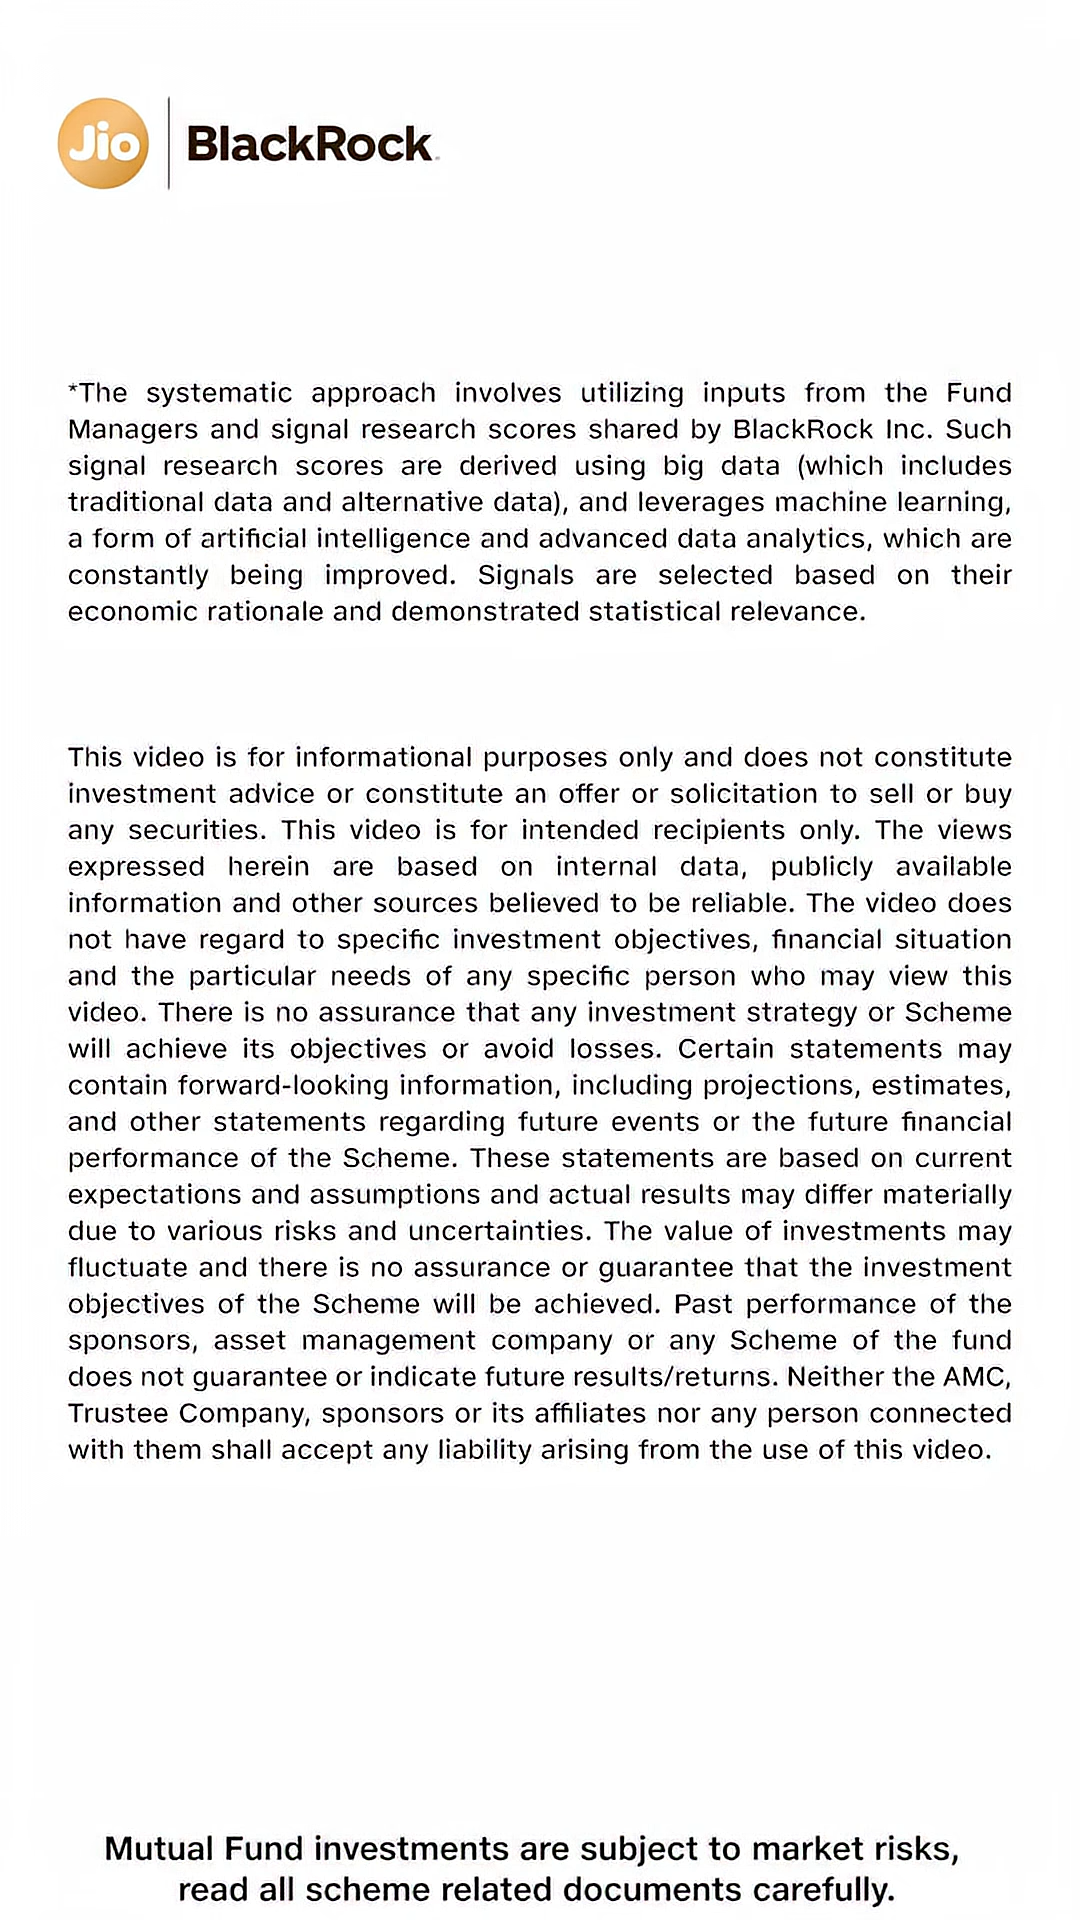 Jio BlackRock
*The systematic approach involves utilizing inputs from the Fund
Managers and signal research scores shared by BlackRock Inc. Such
signal research scores are derived using big data (which includes
traditional data and alternative data), and leverages machine learning,
a form of artificial intelligence and advanced data analytics, which are
constantly being improved. Signals are selected based on their
economic rationale and demonstrated statistical relevance.
This video is for informational purposes only and does not constitute
investment advice or constitute an offer or solicitation to sell or buy
any securities. This video is for intended recipients only. The views
expressed herein are based on internal data, publicly available
information and other sources believed to be reliable. The video does
not have regard to specific investment objectives, financial situation
and the particular needs of any specific person who may view this
video. There is no assurance that any investment strategy or Scheme
will achieve its objectives or avoid losses. Certain statements may
contain forward-looking information, including projections, estimates,
and other statements regarding future events or the future financial
performance of the Scheme. These statements are based on current
expectations and assumptions and actual results may differ materially
due to various risks and uncertainties. The value of investments may
fluctuate and there is no assurance or guarantee that the investment
objectives of the Scheme will be achieved. Past performance of the
sponsors, asset management company or any Scheme of the fund
does not guarantee or indicate future results/returns. Neither the AMC,
Trustee Company, sponsors or its affiliates nor any person connected
with them shall accept any liability arising from the use of this video.
Mutual Fund investments are subject to market risks,
read all scheme related documents carefully.